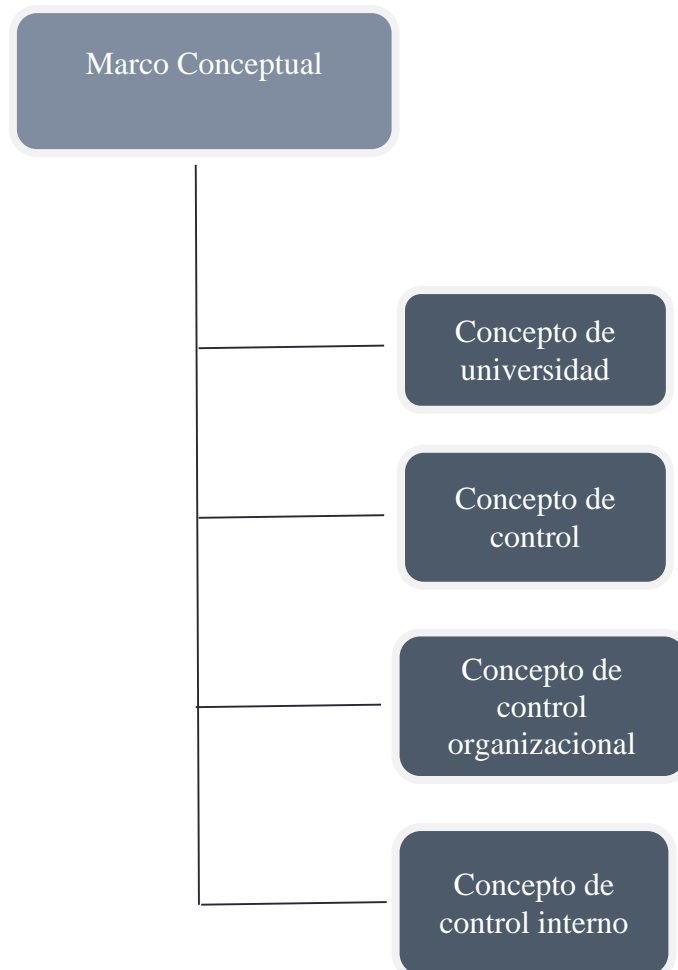 Marco Conceptual
Concepto de
universidad
Concepto de
control
Concepto de
control
organizacional
Concepto de
control interno